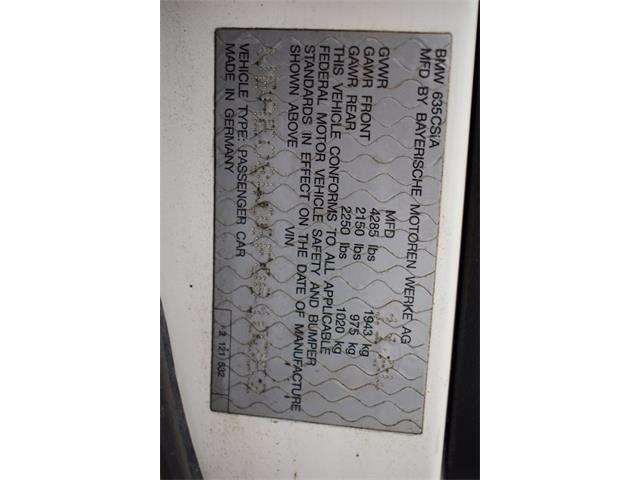 BMW 635CSiA
MFD BY BAYERISCHE MOTOREN WERKE AG
MFD
GVWR 4285 lbs 1943 kg
GAWR FRONT 2150 lbs 975 kg
GAWR REAR 2250 lbs 1020 kg
THIS VEHICLE CONFORMS TO ALL APPLICABLE
FEDERAL MOTOR VEHICLE SAFETY AND BUMPER
STANDARDS IN EFFECT ON THE DATE OF MANUFACTURE
SHOWN ABOVE VIN
VEHICLE TYPE: PASSENGER CAR
MADE IN GERMANY
121 532